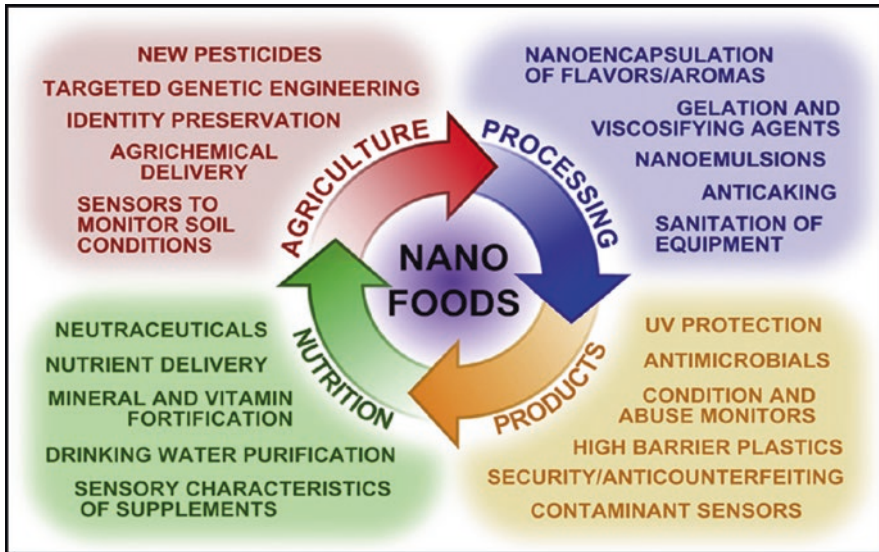 NEW PESTICIDES
TARGETED GENETIC ENGINEERING
IDENTITY PRESERVATION
AGRICHEMICAL
DELIVERY
SENSORS TO
MONITOR SOIL
CONDITIONS
AGRICULTURE
NANOENCAPSULATION
OF FLAVORS/AROMAS
GELATION AND
VISCOSIFYING AGENTS
NANOEMULSIONS
ANTICAKING
SANITATION OF
EQUIPMENT
PROCESSING
NANO
FOODS
NEUTRACEUTICALS
NUTRIENT DELIVERY
MINERAL AND VITAMIN
FORTIFICATION
DRINKING WATER PURIFICATION
SENSORY CHARACTERISTICS
OF SUPPLEMENTS
NUTRITION
UV PROTECTION
ANTIMICROBIALS
CONDITION AND
ABUSE MONITORS
HIGH BARRIER PLASTICS
SECURITY/ANTICOUNTERFEITING
CONTAMINANT SENSORS
PRODUCTS